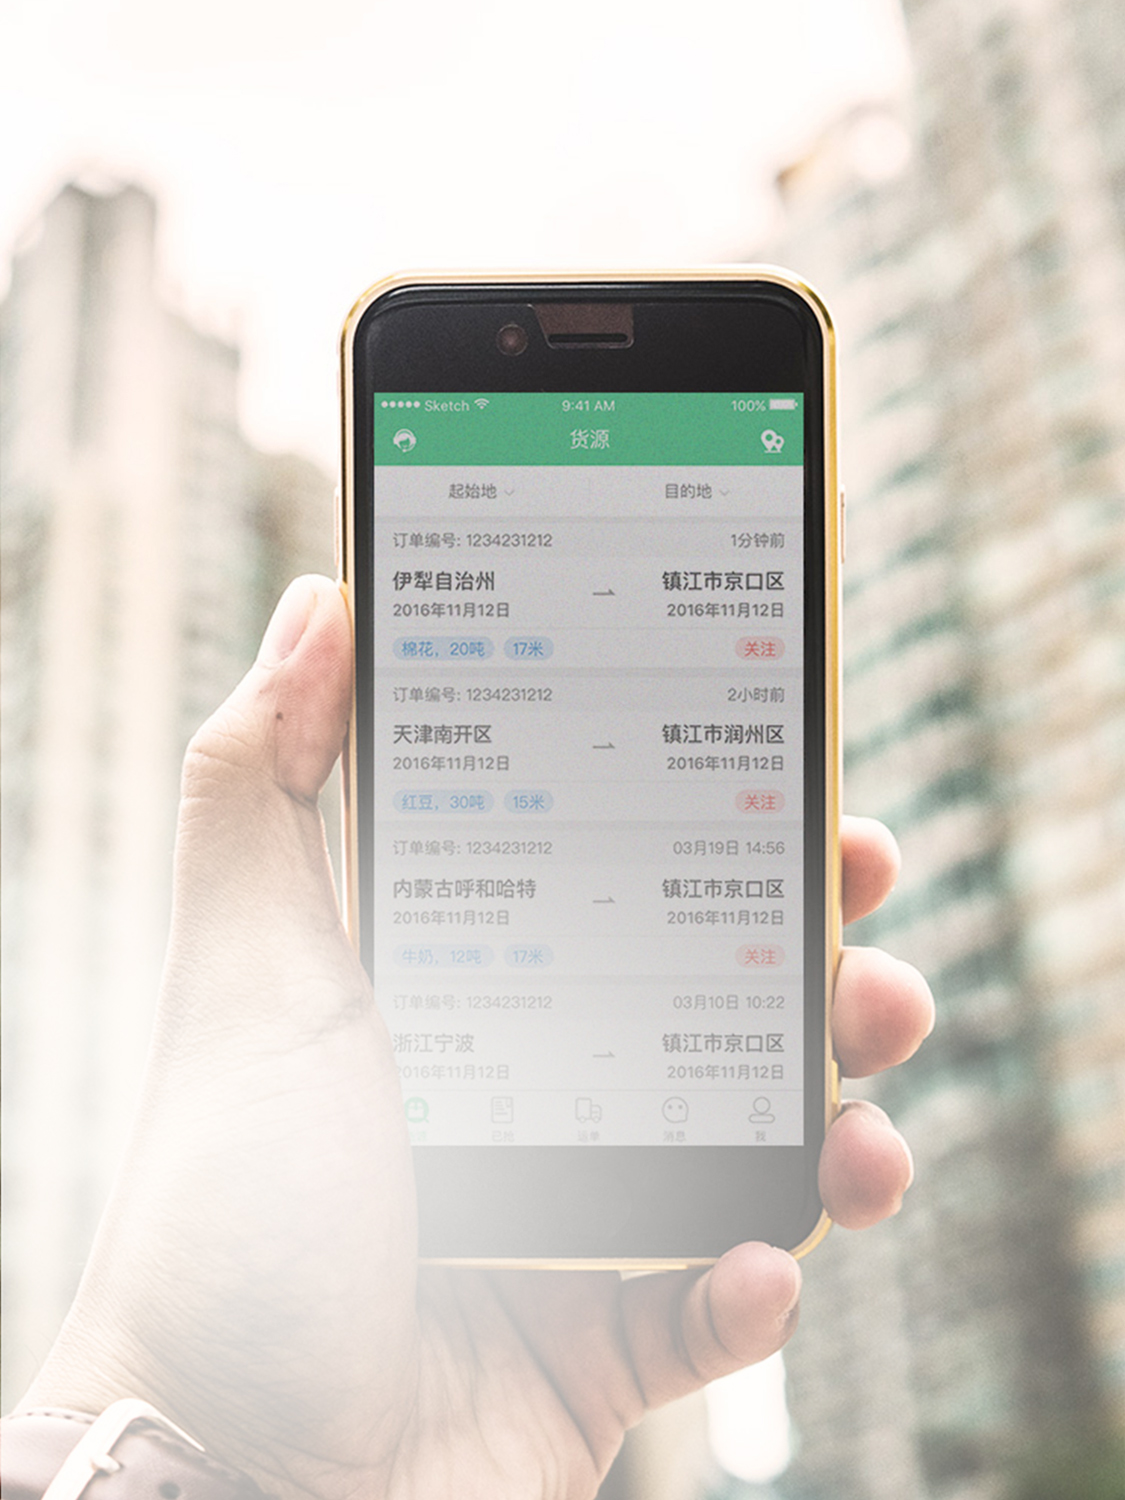 Sketch 9:41 AM 100%
货源
起始地 目的地
订单编号: 1234231212 1分钟前
伊犁自治州 镇江市京口区
2016年11月12日 2016年11月12日
棉花，20吨 17米 关注
订单编号: 1234231212 2小时前
天津南开区 镇江市润州区
2016年11月12日 2016年11月12日
红豆，30吨 15米 关注
订单编号: 1234231212 03月19日 14:56
内蒙古呼和哈特 镇江市京口区
2016年11月12日 2016年11月12日
牛奶，12吨 17米 关注
订单编号: 1234231212 03月10日 10:22
浙江宁波 镇江市京口区
2016年11月12日 2016年11月12日
已抢 运单 消息 我